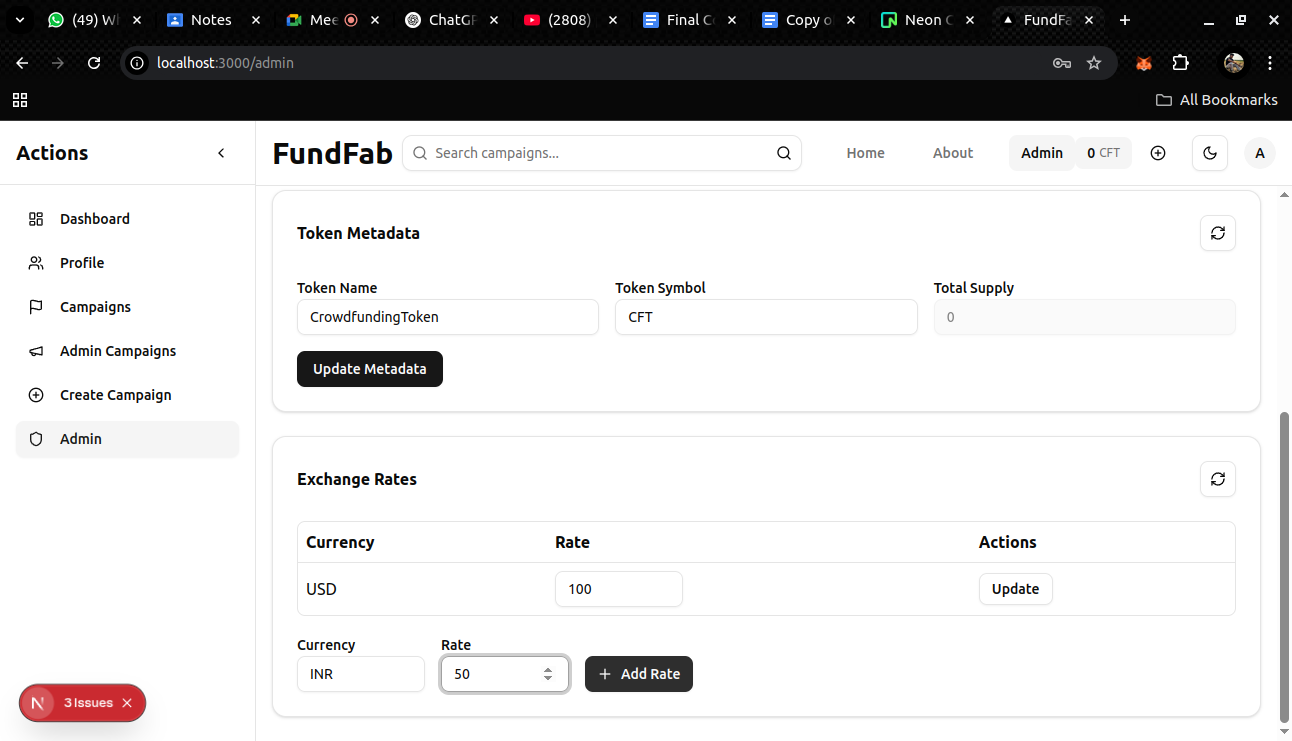 (49) Wh
Notes
Mee
ChatGP
(2808)
Final C
Copy o
Neon C
FundFa
localhost:3000/admin
All Bookmarks
Actions
FundFab
Search campaigns...
Home
About
Admin
0 CFT
A
Dashboard
Profile
Campaigns
Admin Campaigns
Create Campaign
Admin
Token Metadata
Token Name
Token Symbol
Total Supply
CrowdfundingToken
CFT
0
Update Metadata
Exchange Rates
Currency
Rate
Actions
USD
100
Update
Currency
Rate
INR
50
Add Rate
N
3 Issues